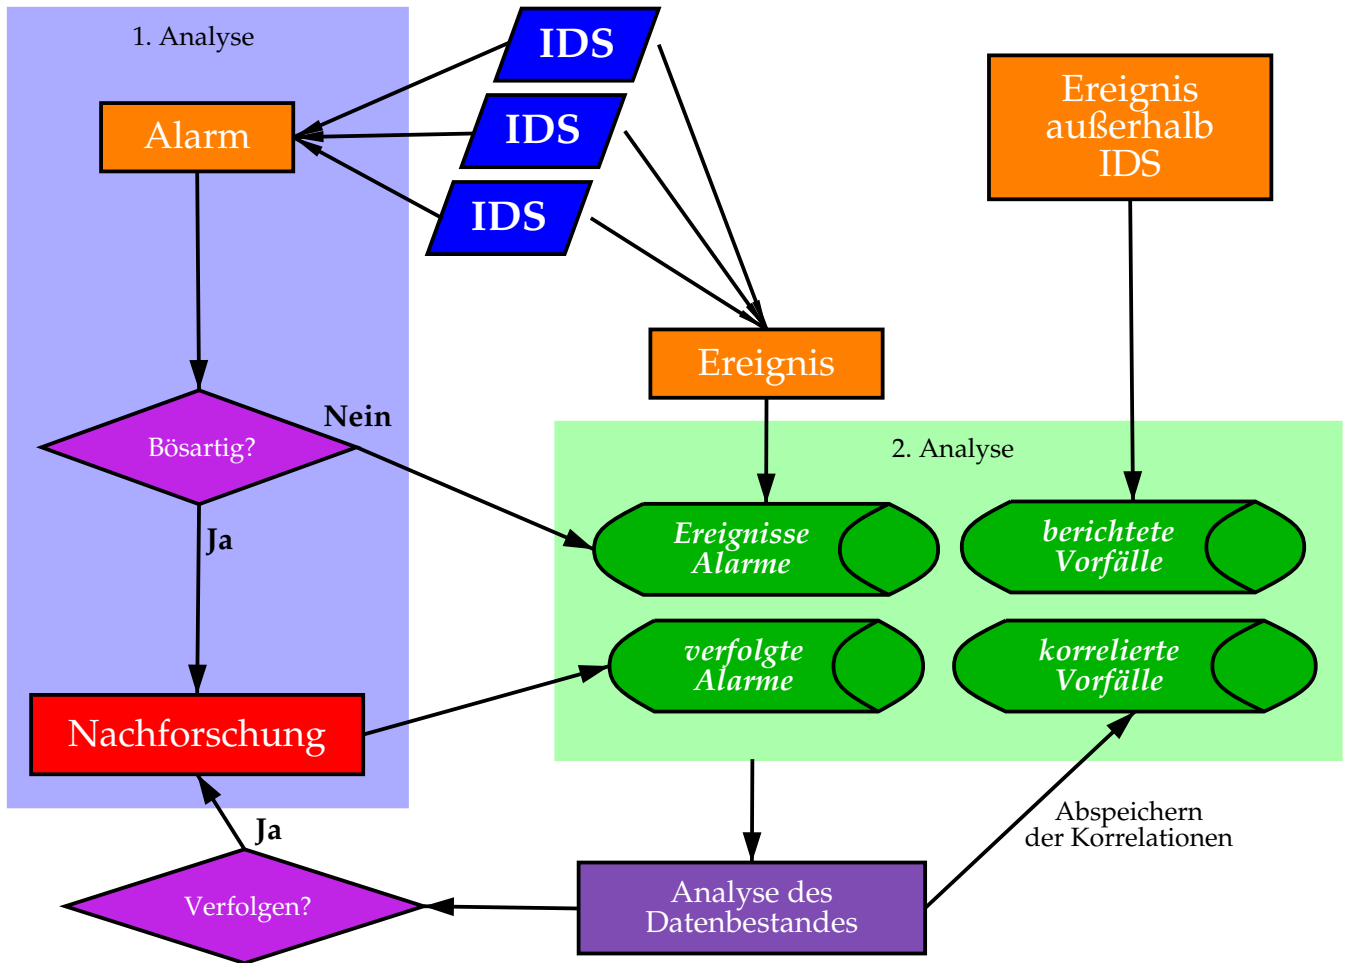 1. Analyse
IDS
Alarm
IDS
IDS
Ereignis
außerhalb
IDS
Ereignis
Nein
Bösartig?
2. Analyse
Ja
Ereignisse
Alarme
berichtete
Vorfälle
verfolgte
Alarme
korrelierte
Vorfälle
Nachforschung
Ja
Abspeichern
der Korrelationen
Verfolgen?
Analyse des
Datenbestandes